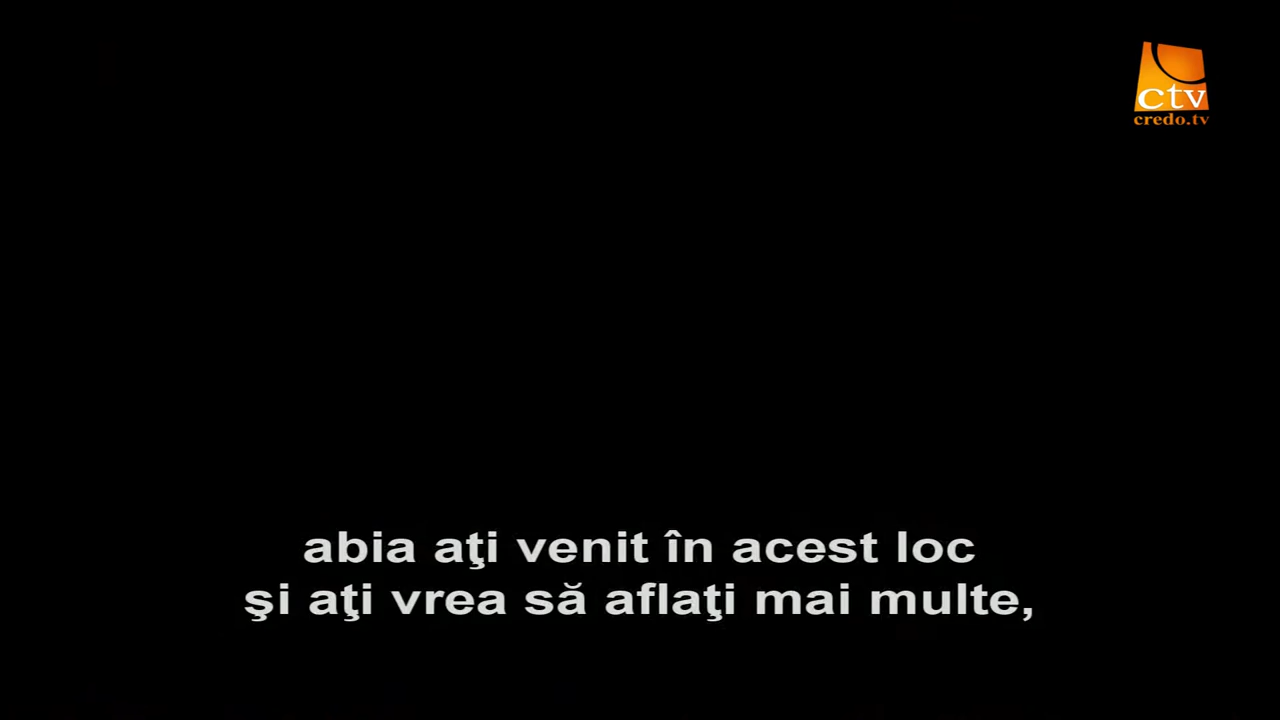 ctv
credo.tv
abia aţi venit în acest loc
şi aţi vrea să aflaţi mai multe,